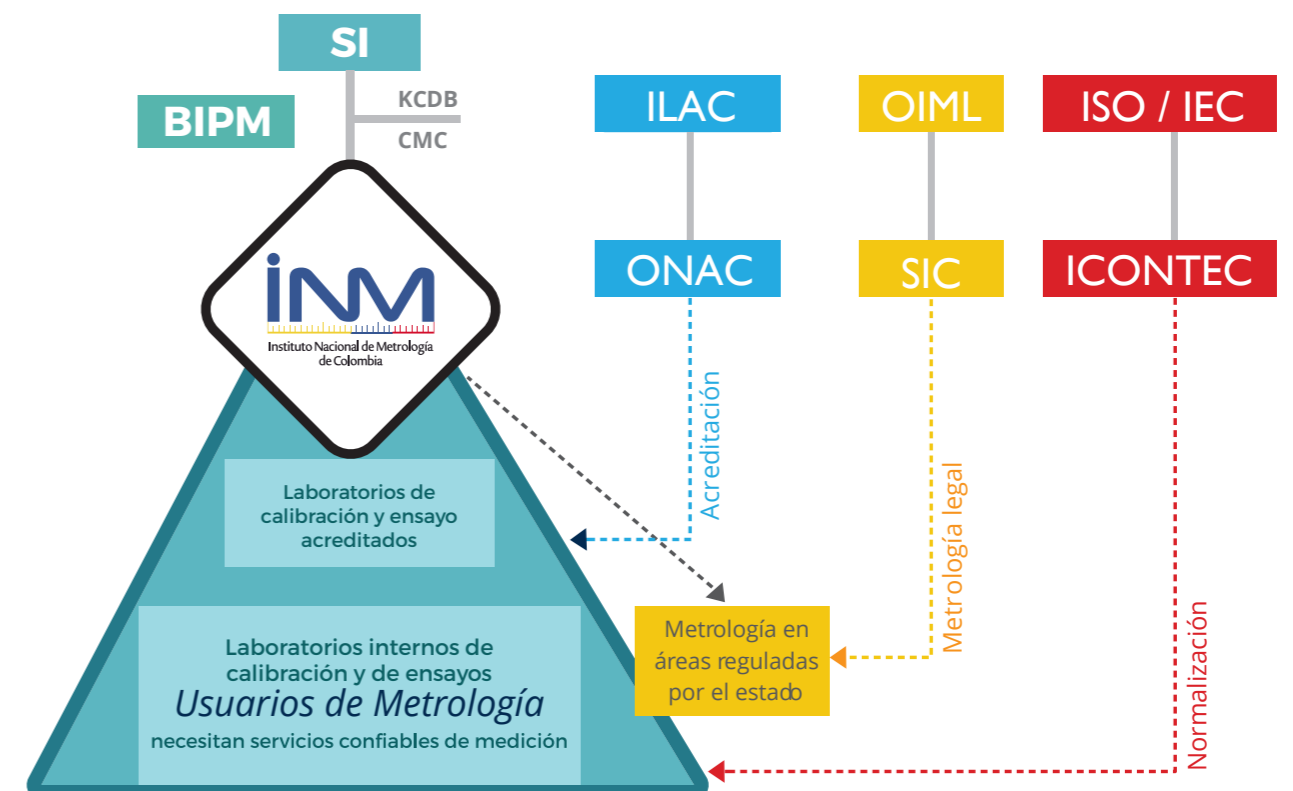 SI
BIPM
KCDB
CMC
ILAC
OIML
ISO / IEC
ONAC
SIC
ICONTEC
iNM
Instituto Nacional de Metrología
de Colombia
Acreditación
Metrología legal
Normalización
Laboratorios de
calibración y ensayo
acreditados
Metrología en
áreas reguladas
por el estado
Laboratorios internos de
calibración y de ensayos
Usuarios de Metrología
necesitan servicios confiables de medición